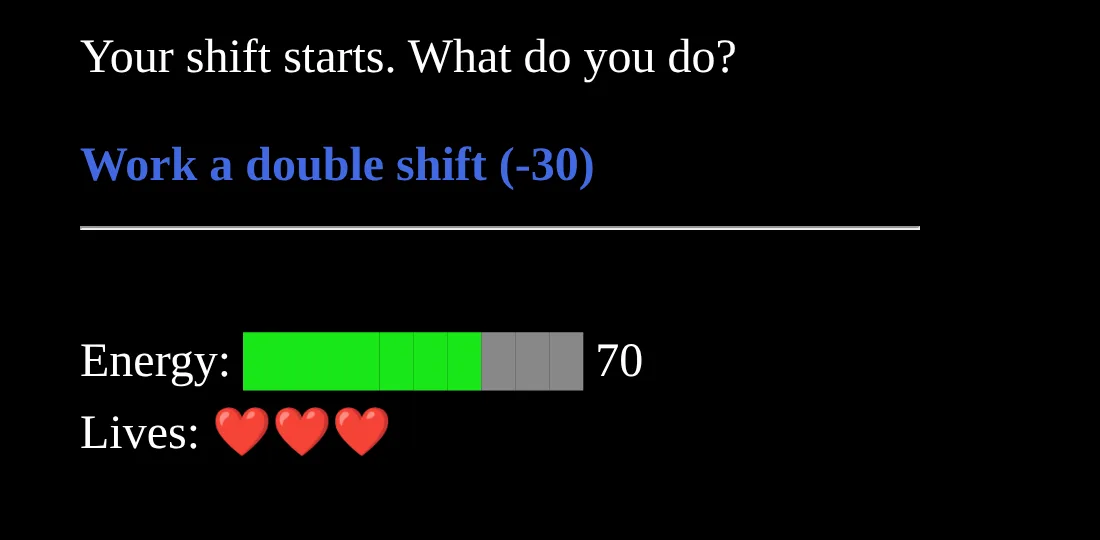 Your shift starts. What do you do?
Work a double shift (-30)
Energy: 70
Lives: ❤️❤️❤️